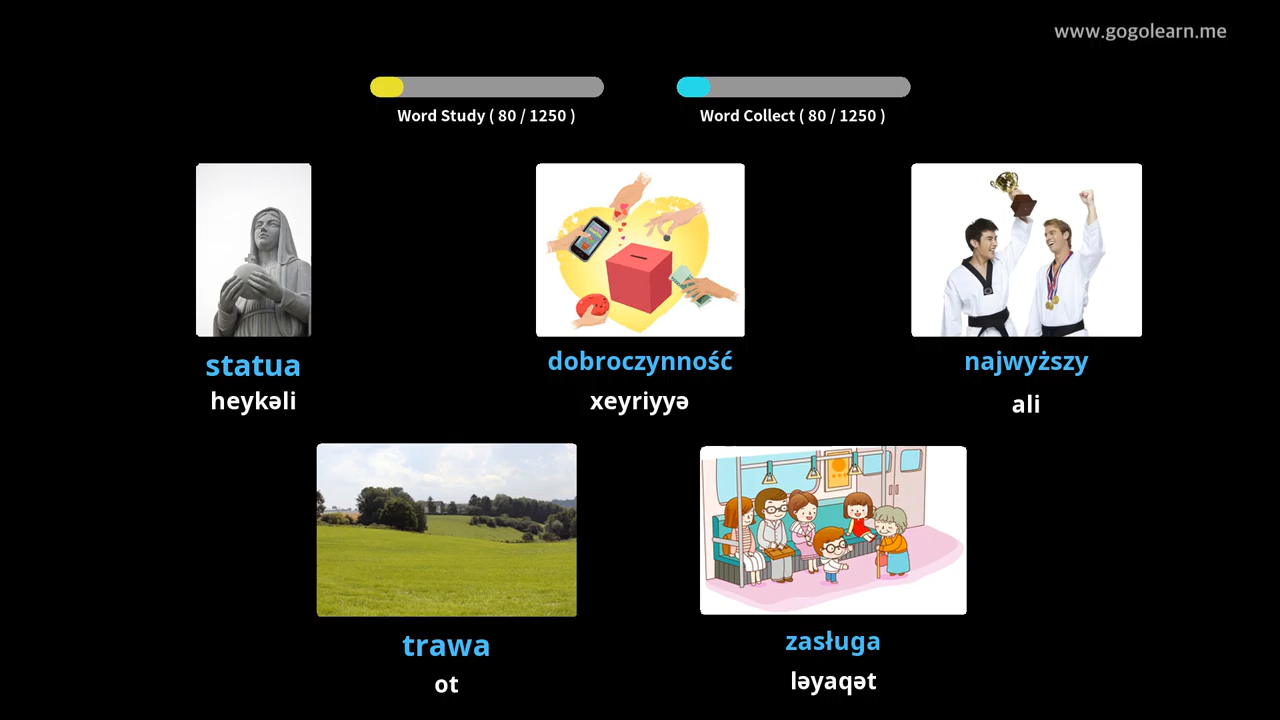 www.gogolearn.me
Word Study ( 80 / 1250 )
Word Collect ( 80 / 1250 )
statua
heykəli
dobroczynność
xeyriyyə
najwyższy
ali
trawa
ot
zasługa
ləyaqət